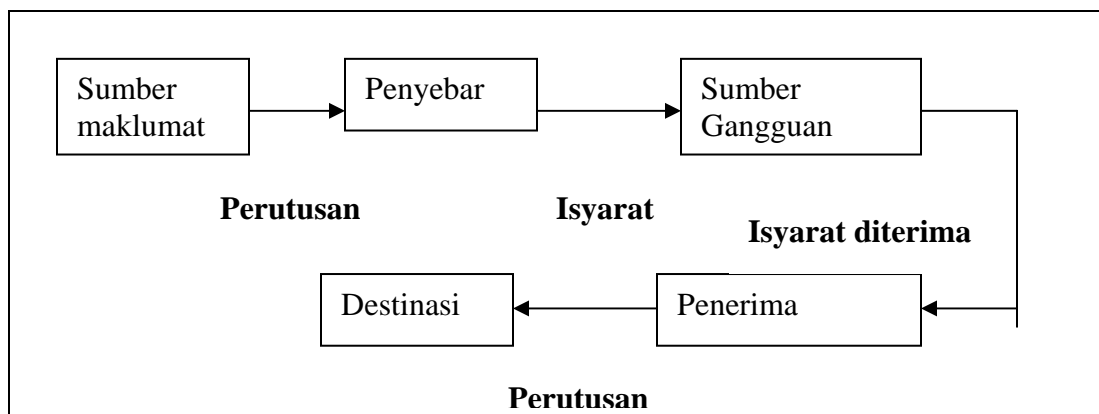 Sumber
maklumat
Penyebar
Sumber
Gangguan
Perutusan
Isyarat
Isyarat diterima
Destinasi
Penerima
Perutusan